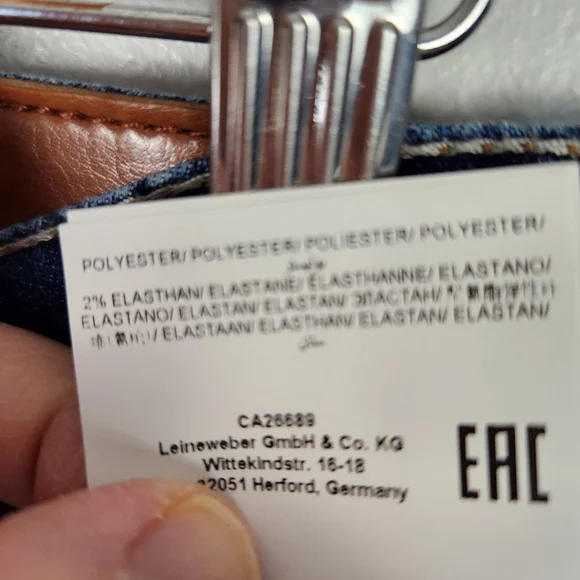 POLYESTER/ POLYESTER/ POLIESTER/ POLYESTER/
2% ELASTHAN/ ELASTANE/ ELASTHANNE/ ELASTANO/
ELASTANO/ ELASTAN/ ELASTAN/ ЭЛАСТАН/
ELASTAAN/ ELASTHAN/ ELASTAN/ ELASTAN/
CA26689
Leineweber GmbH & Co. KG
Wittekindstr. 16-18
32051 Herford, Germany
EAC